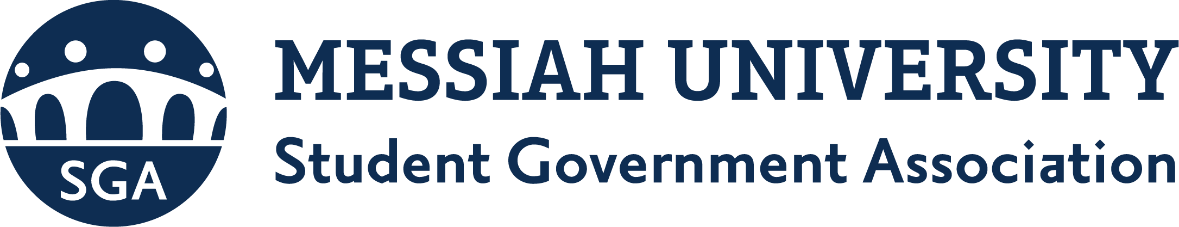 SGA
MESSIAH UNIVERSITY
Student Government Association